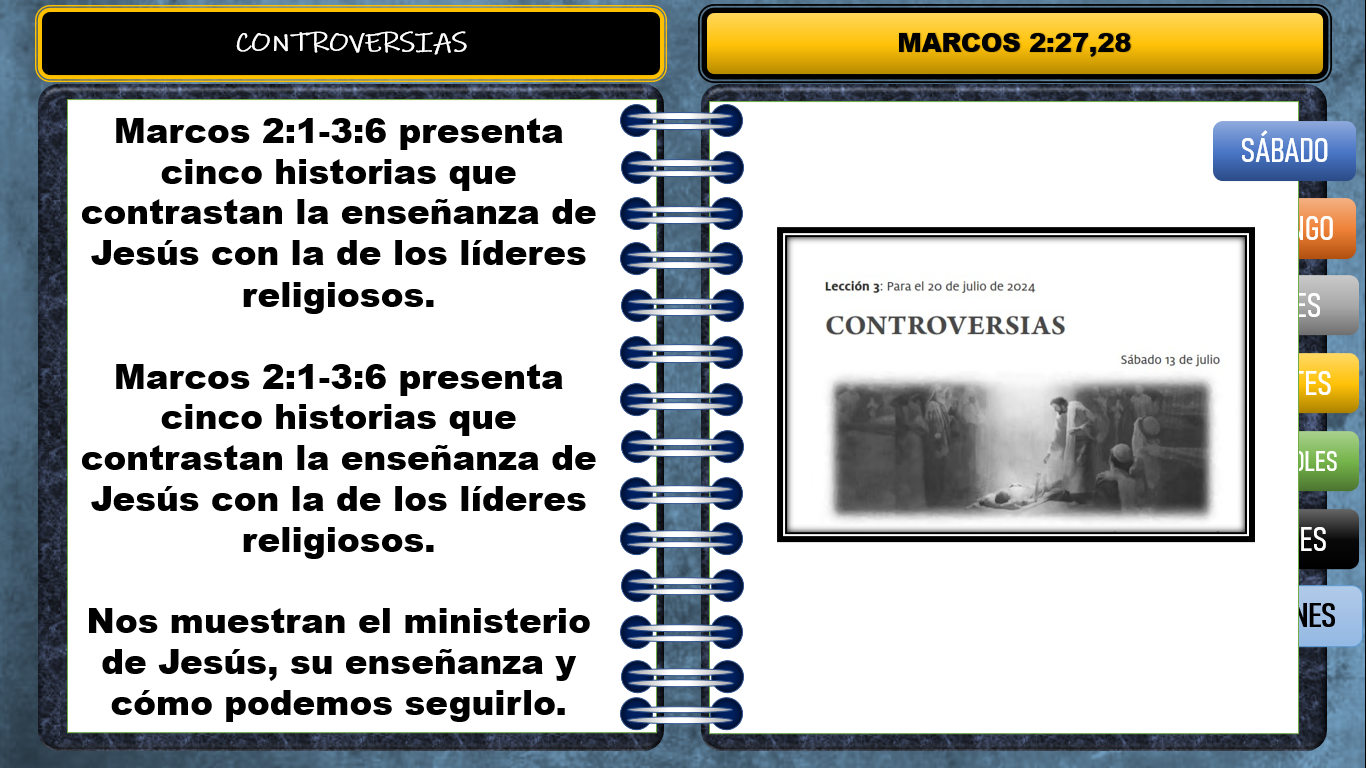 CONTROVERSIAS
Marcos 2:1-3:6 presenta
cinco historias que
contrastan la enseñanza de
Jesús con la de los líderes
religiosos.
Marcos 2:1-3:6 presenta
cinco historias que
contrastan la enseñanza de
Jesús con la de los líderes
religiosos.
Nos muestran el ministerio
de Jesús, su enseñanza y
cómo podemos seguirlo.
MARCOS 2:27,28
Lección 3: Para el 20 de julio de 2024
CONTROVERSIAS
Sábado 13 de julio
SÁBADO
NGO
ES
TES
OLES
ES
NES